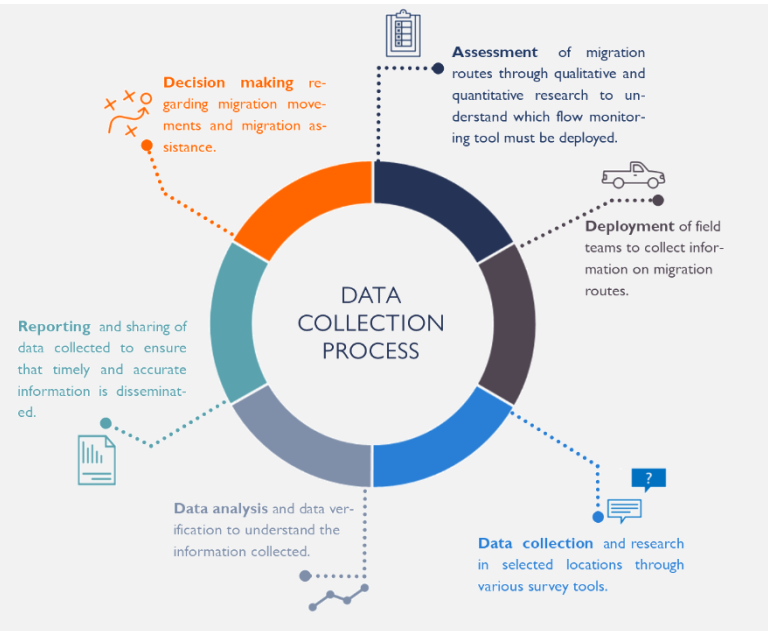 Assessment of migration
routes through qualitative and
quantitative research to un-
derstand which flow monitor-
ing tool must be deployed.
Deployment of field
teams to collect infor-
mation on migration
routes.
?
Data collection and research
in selected locations through
various survey tools.
Data analysis and data ver-
ification to understand the
information collected.
Reporting and sharing of
data collected to ensure
that timely and accurate
information is disseminat-
ed.
Decision making re-
garding migration move-
ments and migration as-
sistance.
DATA
COLLECTION
PROCESS